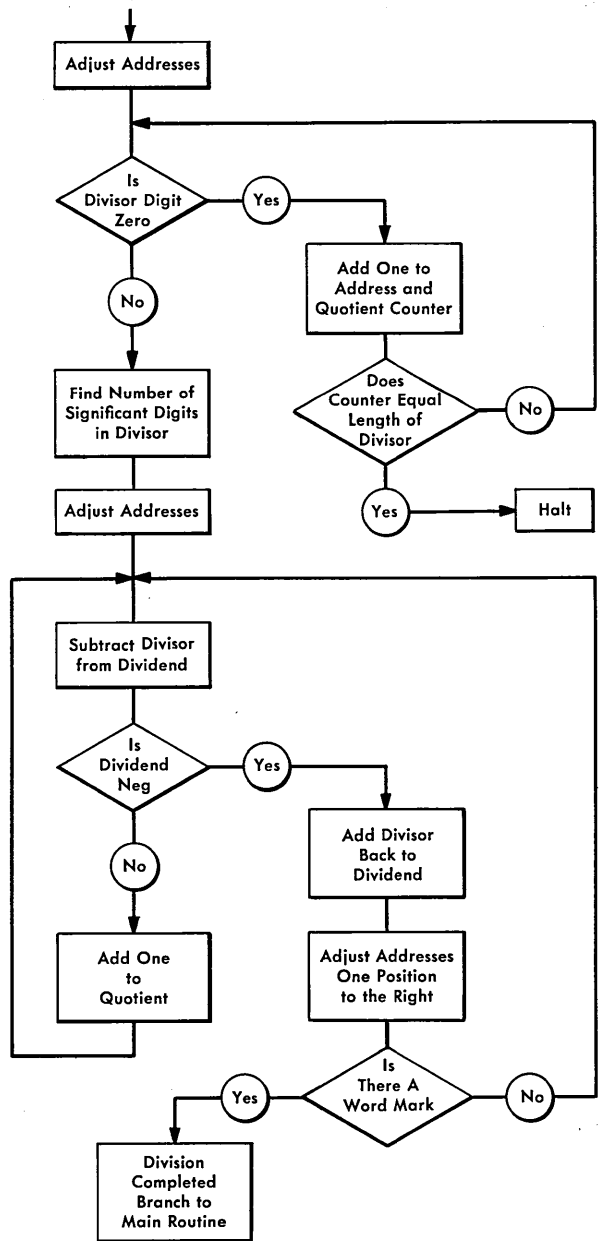 Adjust Addresses
Is
Divisor Digit
Zero
Yes
No
Add One to
Address and
Quotient Counter
Does
Counter Equal
Length of
Divisor
No
Yes
Halt
Find Number of
Significant Digits
in Divisor
Adjust Addresses
Subtract Divisor
from Dividend
Is
Dividend
Neg
Yes
No
Add One
to
Quotient
Add Divisor
Back to
Dividend
Adjust Addresses
One Position
to the Right
Is
There A
Word Mark
No
Yes
Division
Completed
Branch to
Main Routine